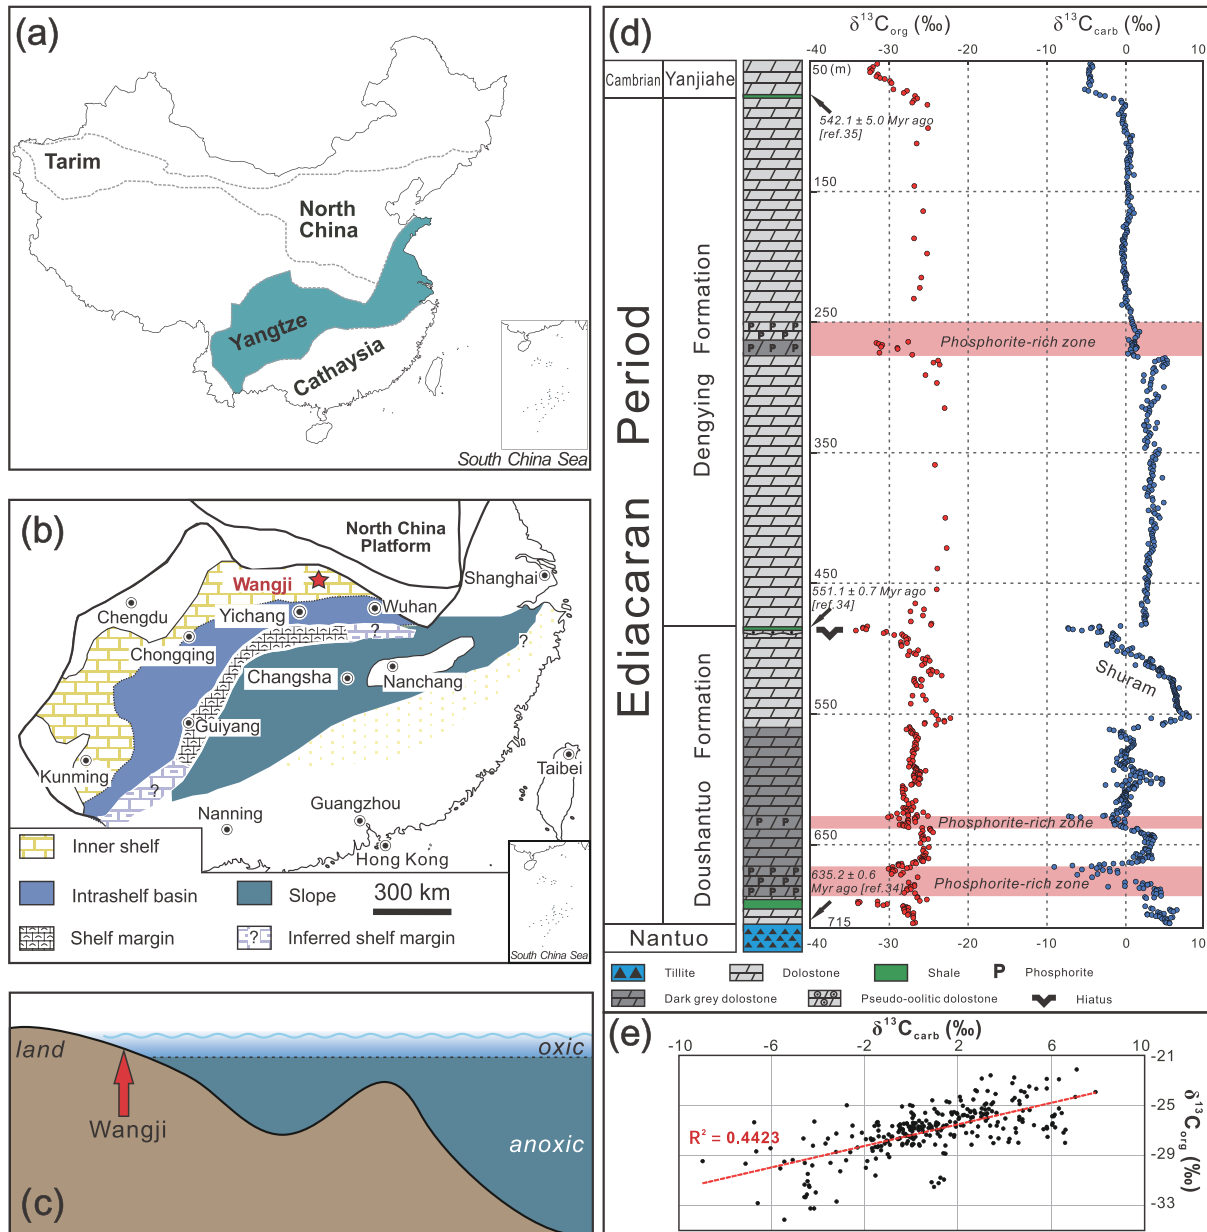 (a)
Tarim
North
China
Yangtze
Cathaysia
South China Sea
(b)
North China
Platform
Wangji
Shanghai
Chengdu
Yichang
Wuhan
?
?
Chongqing
Changsha
Nanchang
Guiyang
Kunming
?
Taibei
Nanning
Guangzhou
Hong Kong
Inner shelf
Intrashelf basin
Slope
300 km
Shelf margin
?
Inferred shelf margin
South China Sea
(c)
land
oxic
Wangji
anoxic
(d)
δ¹³Corg (‰)
δ¹³Ccarb (‰)
-40 -30 -20 -10 0 10
Cambrian
Yanjiahe
50 (m)
542.1 ± 5.0 Myr ago
[ref.35]
150
250
P P P
P P
P P P
Phosphorite-rich zone
Ediacaran Period
Dengying Formation
350
450
551.1 ± 0.7 Myr ago
[ref.34]
Shuram
550
Doushantuo Formation
P P
Phosphorite-rich zone
650
P P P
P P
P P P
Phosphorite-rich zone
635.2 ± 0.6
Myr ago [ref.34]
715
Nantuo
-40 -30 -20 -10 0 10
Tillite
Dolostone
Shale
P
Phosphorite
Dark grey dolostone
Pseudo-oolitic dolostone
Hiatus
(e)
δ¹³Ccarb (‰)
-10 -6 -2 2 6 10
-21
-25
-29
-33
R² = 0.4423
δ¹³Corg (‰)